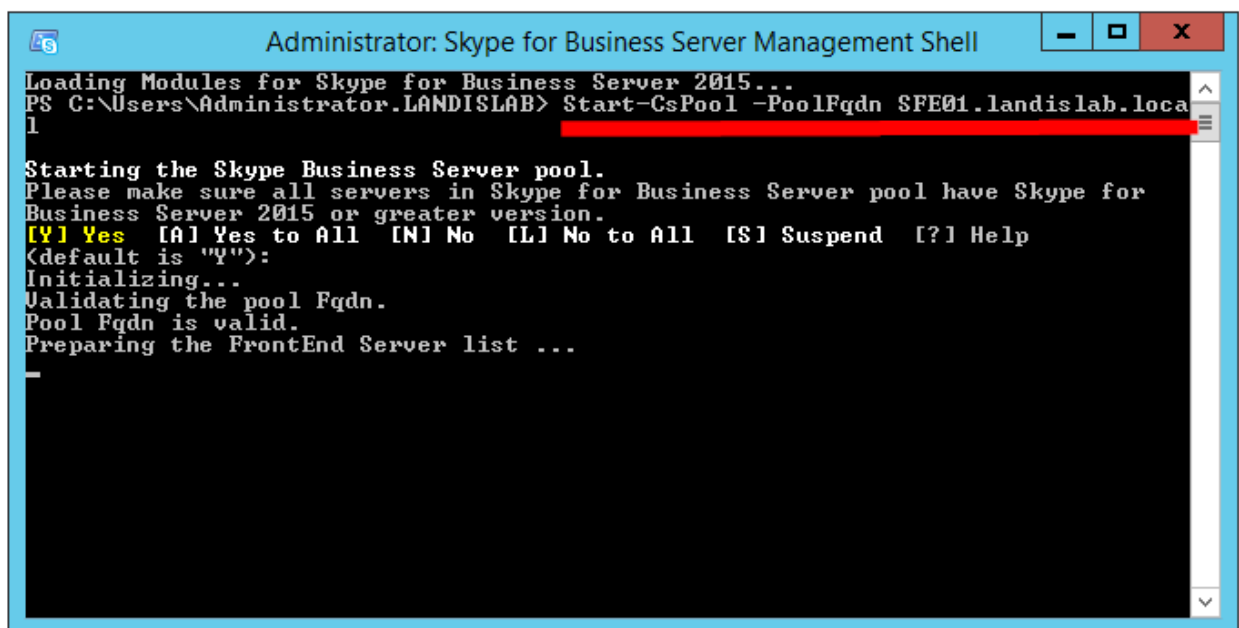 Administrator: Skype for Business Server Management Shell
Loading Modules for Skype for Business Server 2015...
PS C:\Users\Administrator.LANDISLAB> Start-CsPool -PoolFqdn SFE01.landislab.loca
l
Starting the Skype Business Server pool.
Please make sure all servers in Skype for Business Server pool have Skype for
Business Server 2015 or greater version.
[Y] Yes  [A] Yes to All  [N] No  [L] No to All  [S] Suspend  [?] Help
(default is "Y"):
Initializing...
Validating the pool Fqdn.
Pool Fqdn is valid.
Preparing the FrontEnd Server list ...